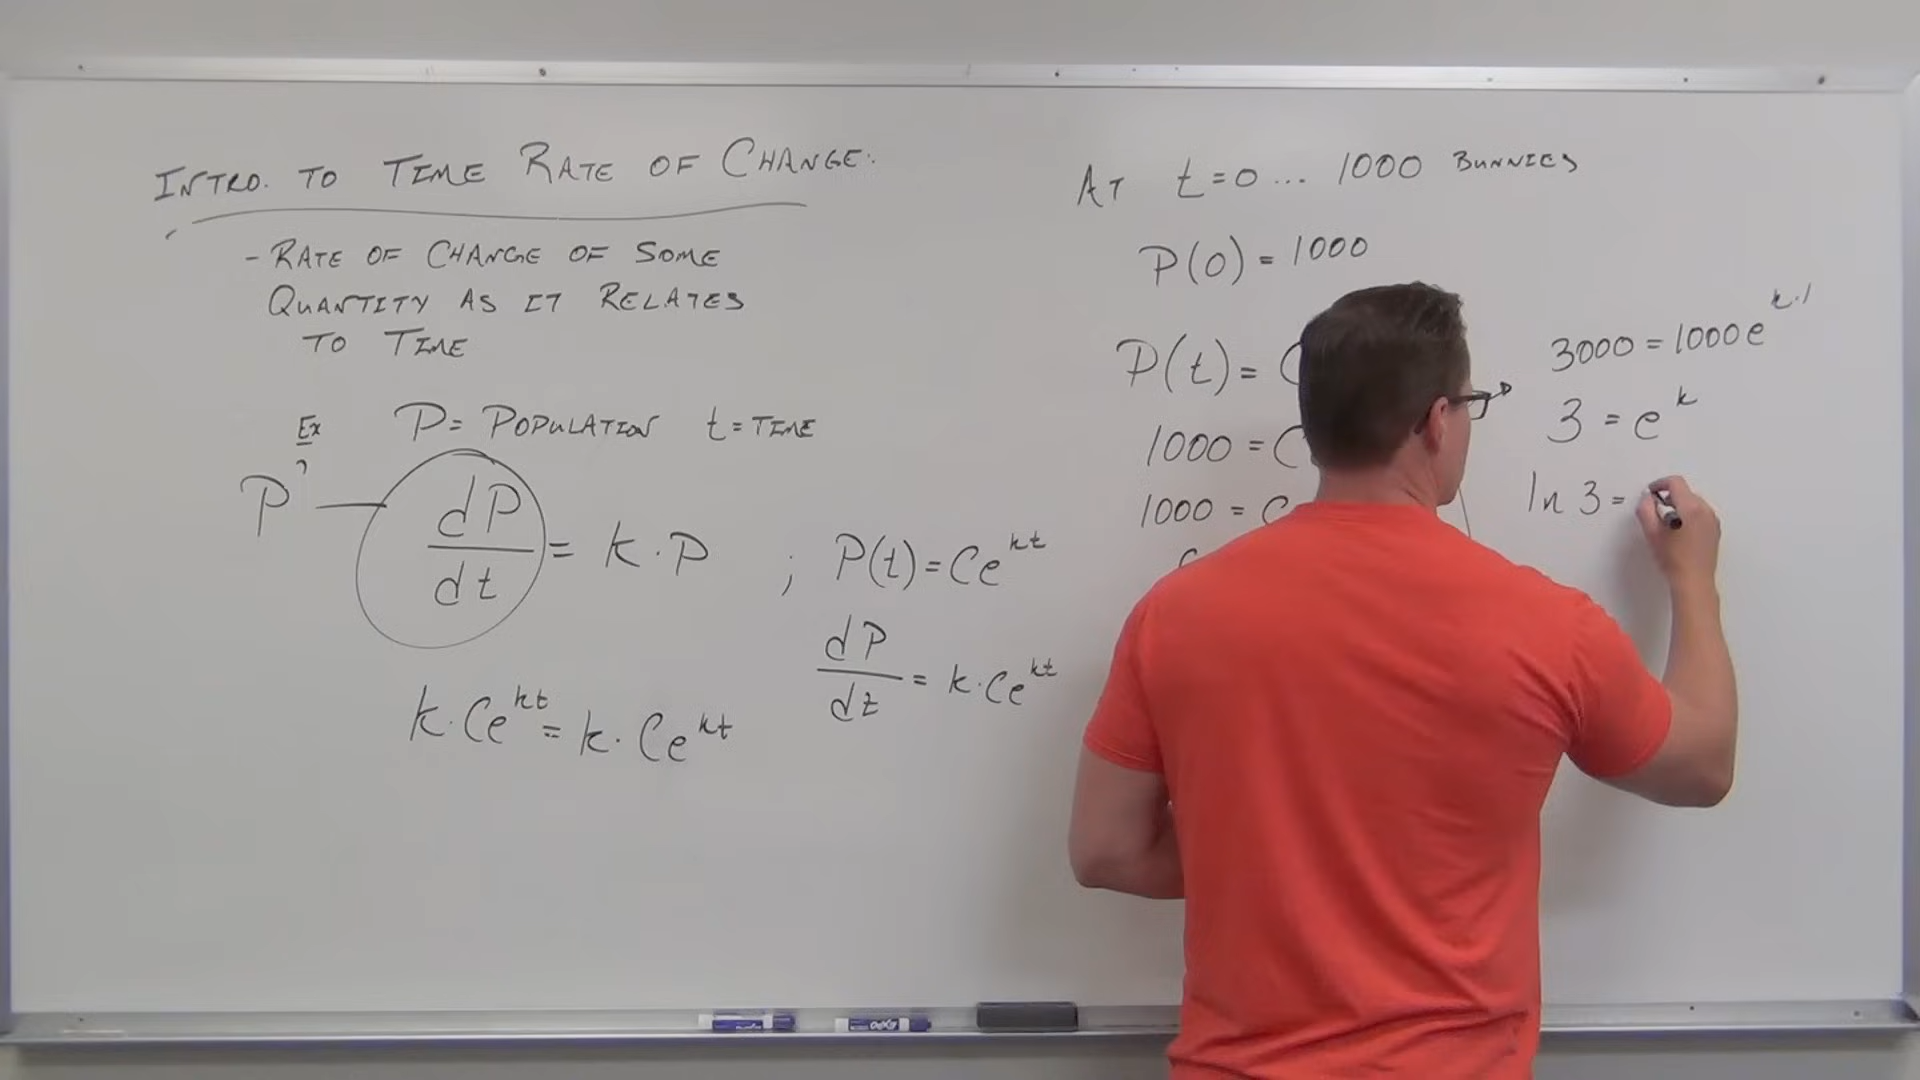 INTRO. TO TIME RATE OF CHANGE:
- RATE OF CHANGE OF SOME
QUANTITY AS IT RELATES
TO TIME
Ex P = POPULATION t = TIME
P' — dP/dt = k · P ; P(t) = Ce^kt
dP/dt = k · Ce^kt
k · Ce^kt = k · Ce^kt
AT t = 0 ... 1000 BUNNIES
P(0) = 1000
P(t) = C
1000 = C
1000 = C
3000 = 1000e^k·1
3 = e^k
ln 3 =
EXPO